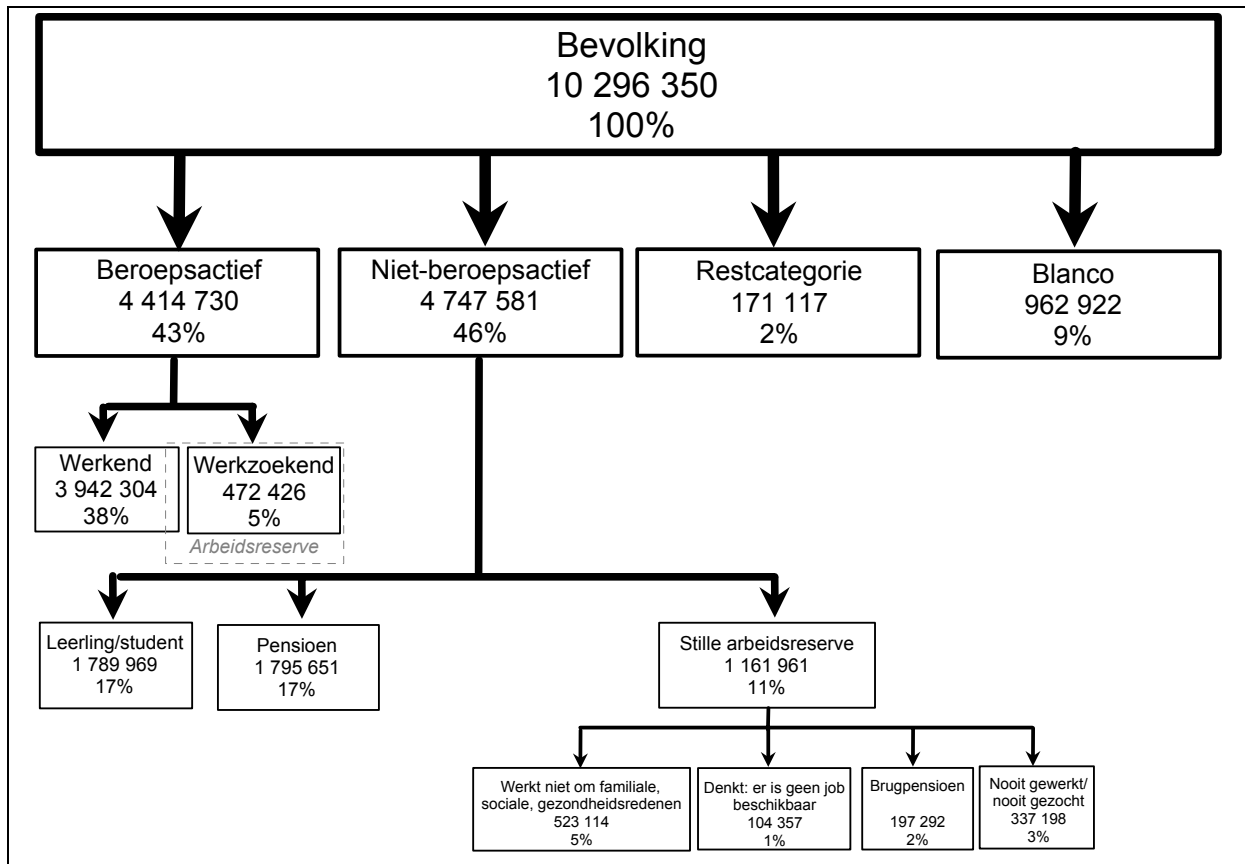 Bevolking
10 296 350
100%
Beroepsactief
4 414 730
43%
Niet-beroepsactief
4 747 581
46%
Restcategorie
171 117
2%
Blanco
962 922
9%
Werkend
3 942 304
38%
Werkzoekend
472 426
5%
Arbeidsreserve
Leerling/student
1 789 969
17%
Pensioen
1 795 651
17%
Stille arbeidsreserve
1 161 961
11%
Werkt niet om familiale,
sociale, gezondheidsredenen
523 114
5%
Denkt: er is geen job
beschikbaar
104 357
1%
Brugpensioen
197 292
2%
Nooit gewerkt/
nooit gezocht
337 198
3%